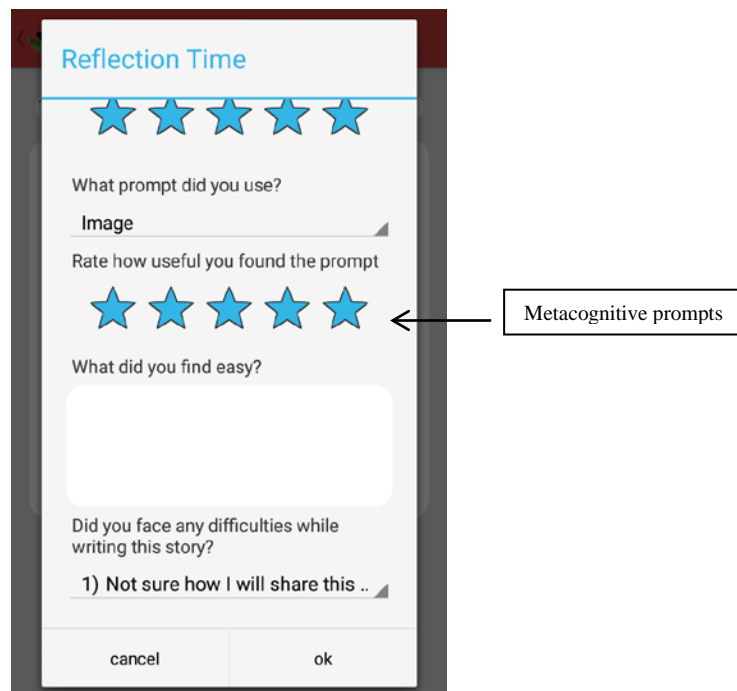 Reflection Time
What prompt did you use?
Image
Rate how useful you found the prompt
Metacognitive prompts
What did you find easy?
Did you face any difficulties while
writing this story?
1) Not sure how I will share this ..
cancel
ok